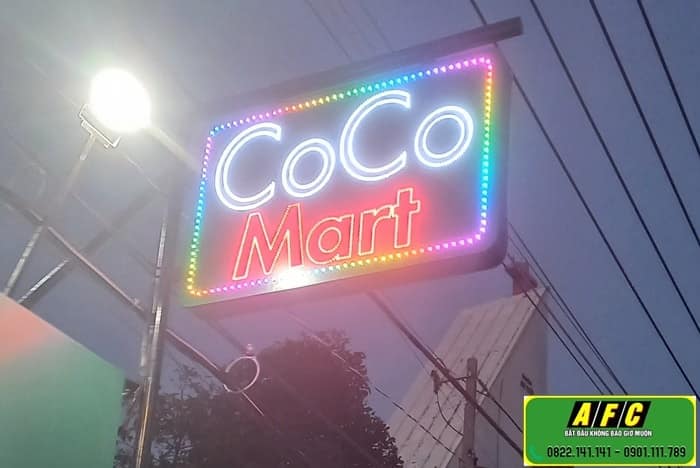 CoCo
Mart
AFC
BẮT ĐẦU KHÔNG BAO GIỜ MUỘN
0822.141.141 - 0901.111.789